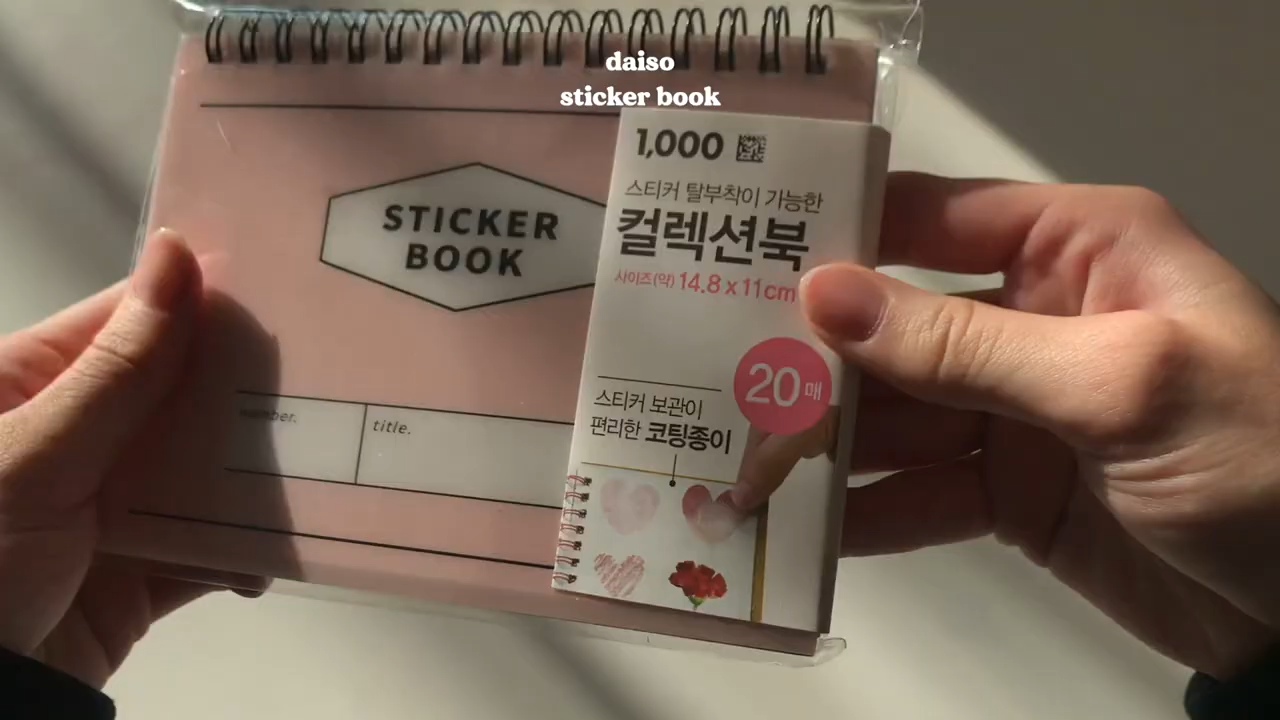 daiso
sticker book
1,000
스티커 탈부착이 가능한
컬렉션북
사이즈(약) 14.8 x 11cm
STICKER
BOOK
20매
스티커 보관이
편리한 코팅종이
number.
title.